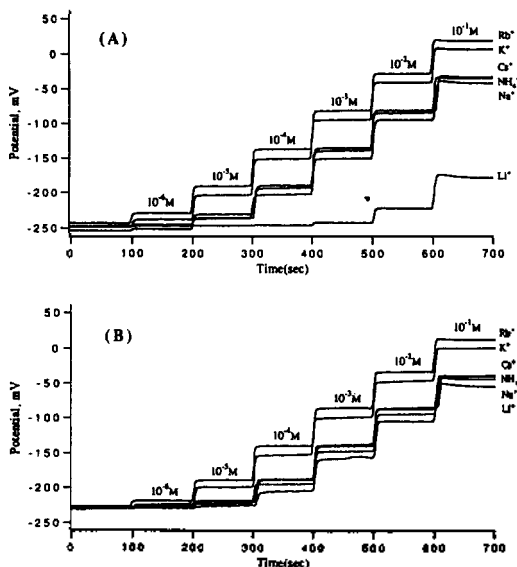 (A)
50
0
-50
-100
-150
-200
-250
Potential, mV
10⁻⁶M
10⁻⁵M
10⁻⁴M
10⁻³M
10⁻²M
10⁻¹M
Rb⁺
K⁺
Cs⁺
NH₄⁺
Na⁺
Li⁺
0 100 200 300 400 500 600 700
Time(sec)
(B)
50
0
-50
-100
-150
-200
-250
Potential, mV
10⁻⁶M
10⁻⁵M
10⁻⁴M
10⁻³M
10⁻²M
10⁻¹M
Rb⁺
K⁺
Cs⁺
NH₄
Na⁺
Li⁺
0 100 200 300 400 500 600 700
Time(sec)